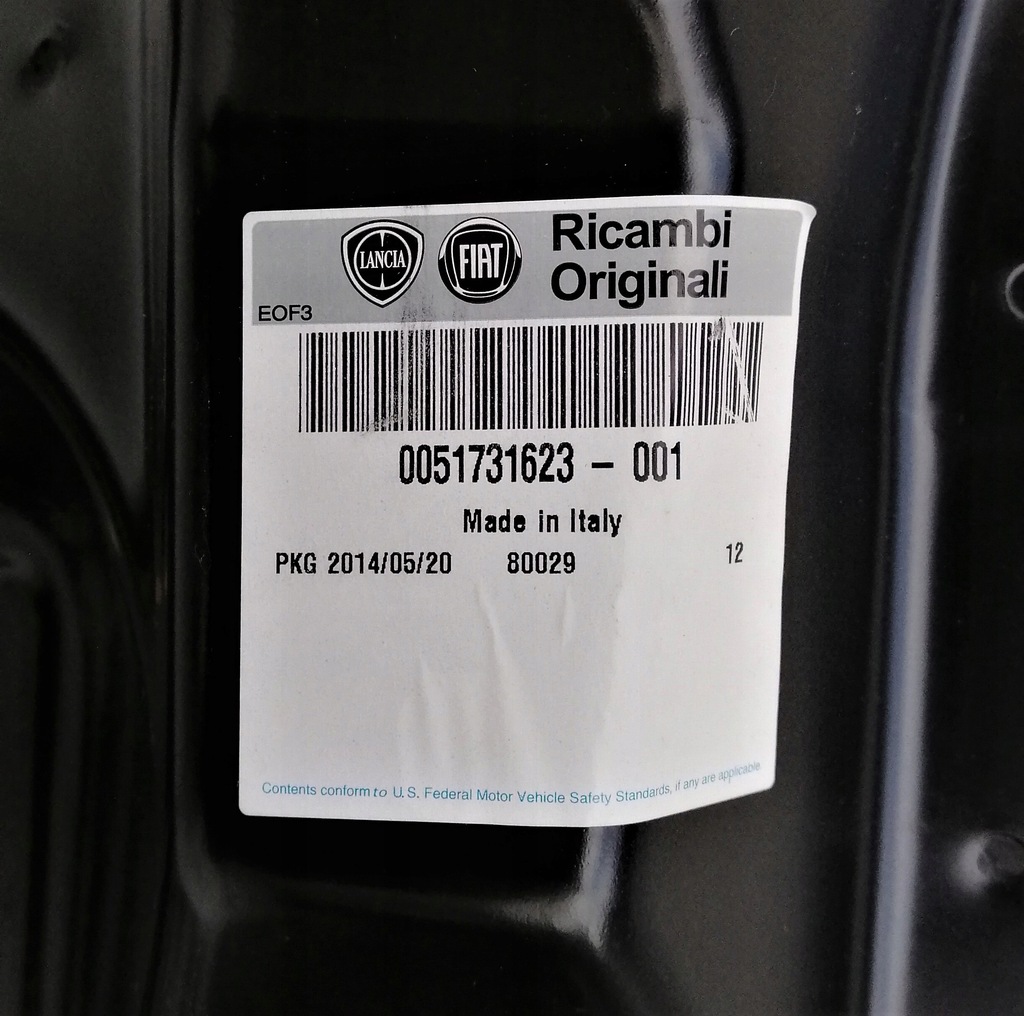 LANCIA
FIAT
Ricambi
Originali
EOF3
0051731623 - 001
Made in Italy
PKG 2014/05/20 80029 12
Contents conform to U.S. Federal Motor Vehicle Safety Standards, if any are applicable